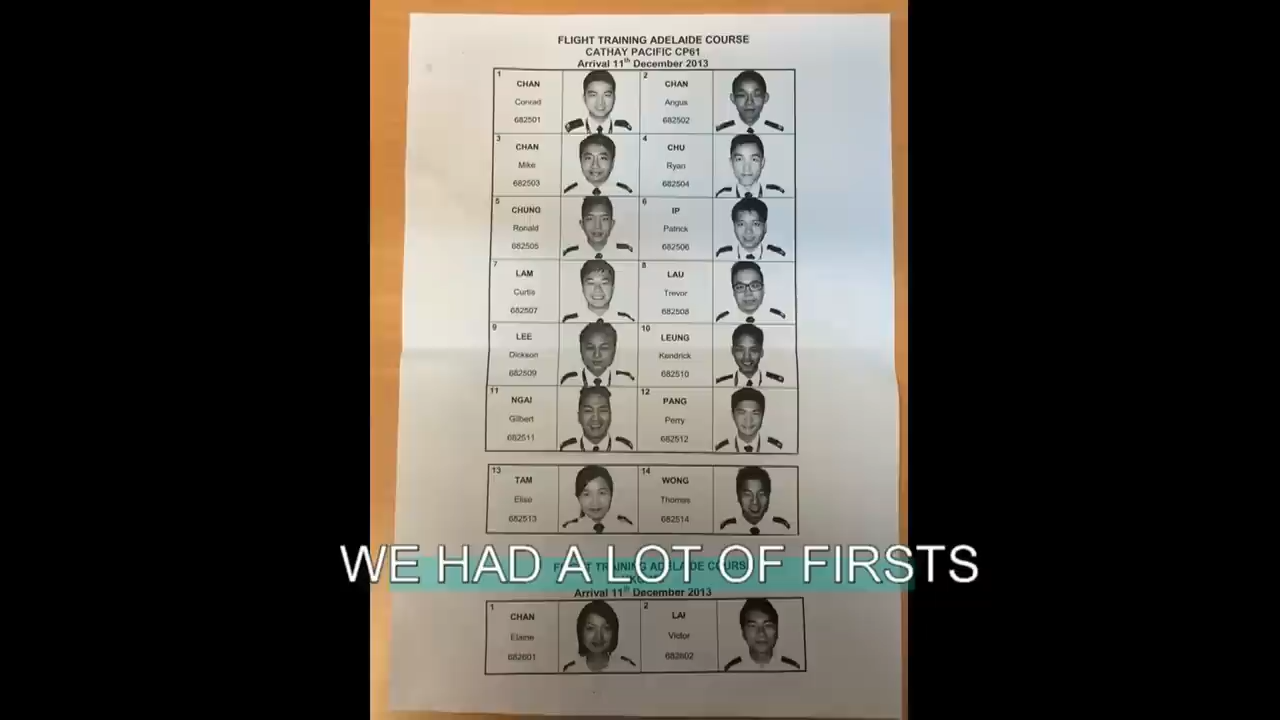 FLIGHT TRAINING ADELAIDE COURSE
CATHAY PACIFIC CP61
Arrival 11th December 2013
1 CHAN 2 CHAN
Conrad Angus
682501 682502
3 CHAN 4 CHU
Mike Ryan
682503 682504
5 CHUNG 6 IP
Ronald Patrick
682505 682506
7 LAM 8 LAU
Curtis Trevor
682507 682508
9 LEE 10 LEUNG
Dickson Kendrick
682509 682510
11 NGAI 12 PANG
Gilbert Perry
682511 682512
13 TAM 14 WONG
Elise Thomas
682513 682514
WE HAD A LOT OF FIRSTS
FLIGHT TRAINING ADELAIDE COURSE
Arrival 11th December 2013
1 CHAN 2 LAI
Elaine Victor
682601 682602